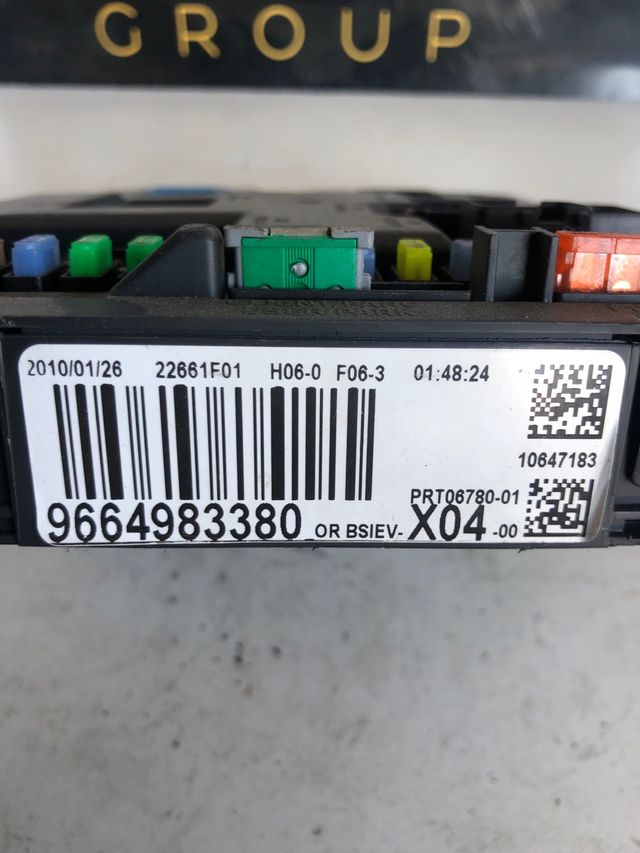 GROUP
2010/01/26 22661F01 H06-0 F06-3 01:48:24
10647183
PRT06780-01
9664983380 OR BSIEV-X04-00